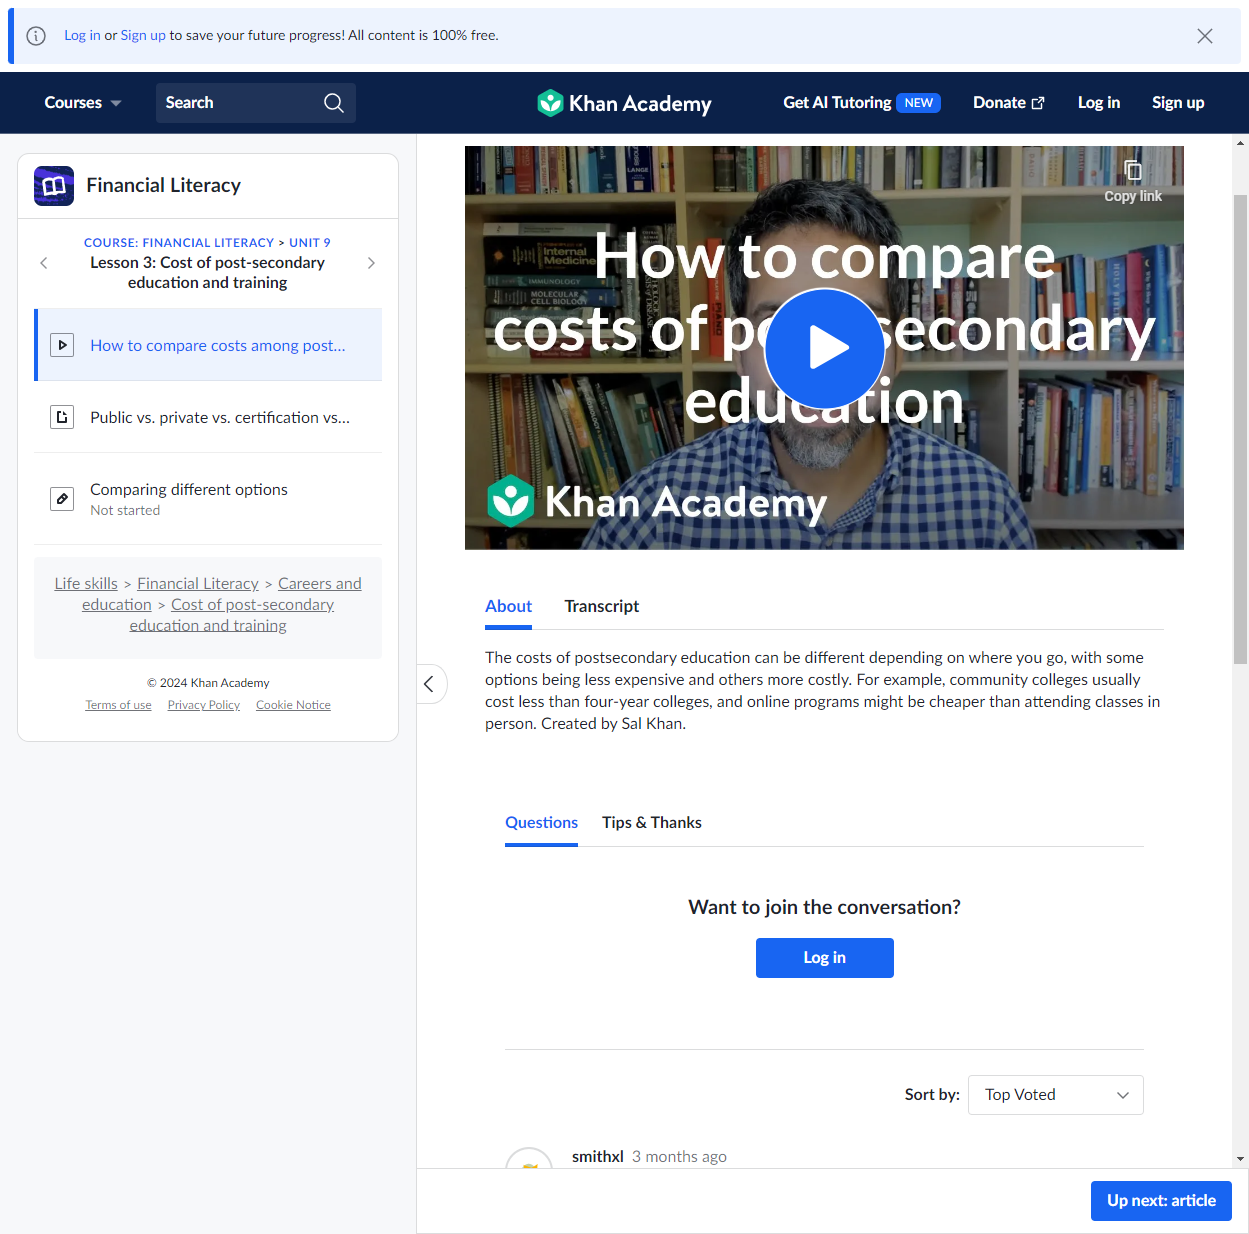 Log in or Sign up to save your future progress! All content is 100% free.
Courses
Search
Khan Academy
Get AI Tutoring NEW
Donate
Log in
Sign up
Financial Literacy
COURSE: FINANCIAL LITERACY > UNIT 9
Lesson 3: Cost of post-secondary
education and training
How to compare costs among post...
Public vs. private vs. certification vs...
Comparing different options
Not started
Life skills > Financial Literacy > Careers and
education > Cost of post-secondary
education and training
© 2024 Khan Academy
Terms of use Privacy Policy Cookie Notice
Copy link
How to compare
costs of postsecondary
education
Internal
Medicine
IMMUNOLOGY
MOLECULAR
CELL BIOLOGY
Khan Academy
About Transcript
The costs of postsecondary education can be different depending on where you go, with some
options being less expensive and others more costly. For example, community colleges usually
cost less than four-year colleges, and online programs might be cheaper than attending classes in
person. Created by Sal Khan.
Questions Tips & Thanks
Want to join the conversation?
Log in
Sort by: Top Voted
smithxl 3 months ago
Up next: article